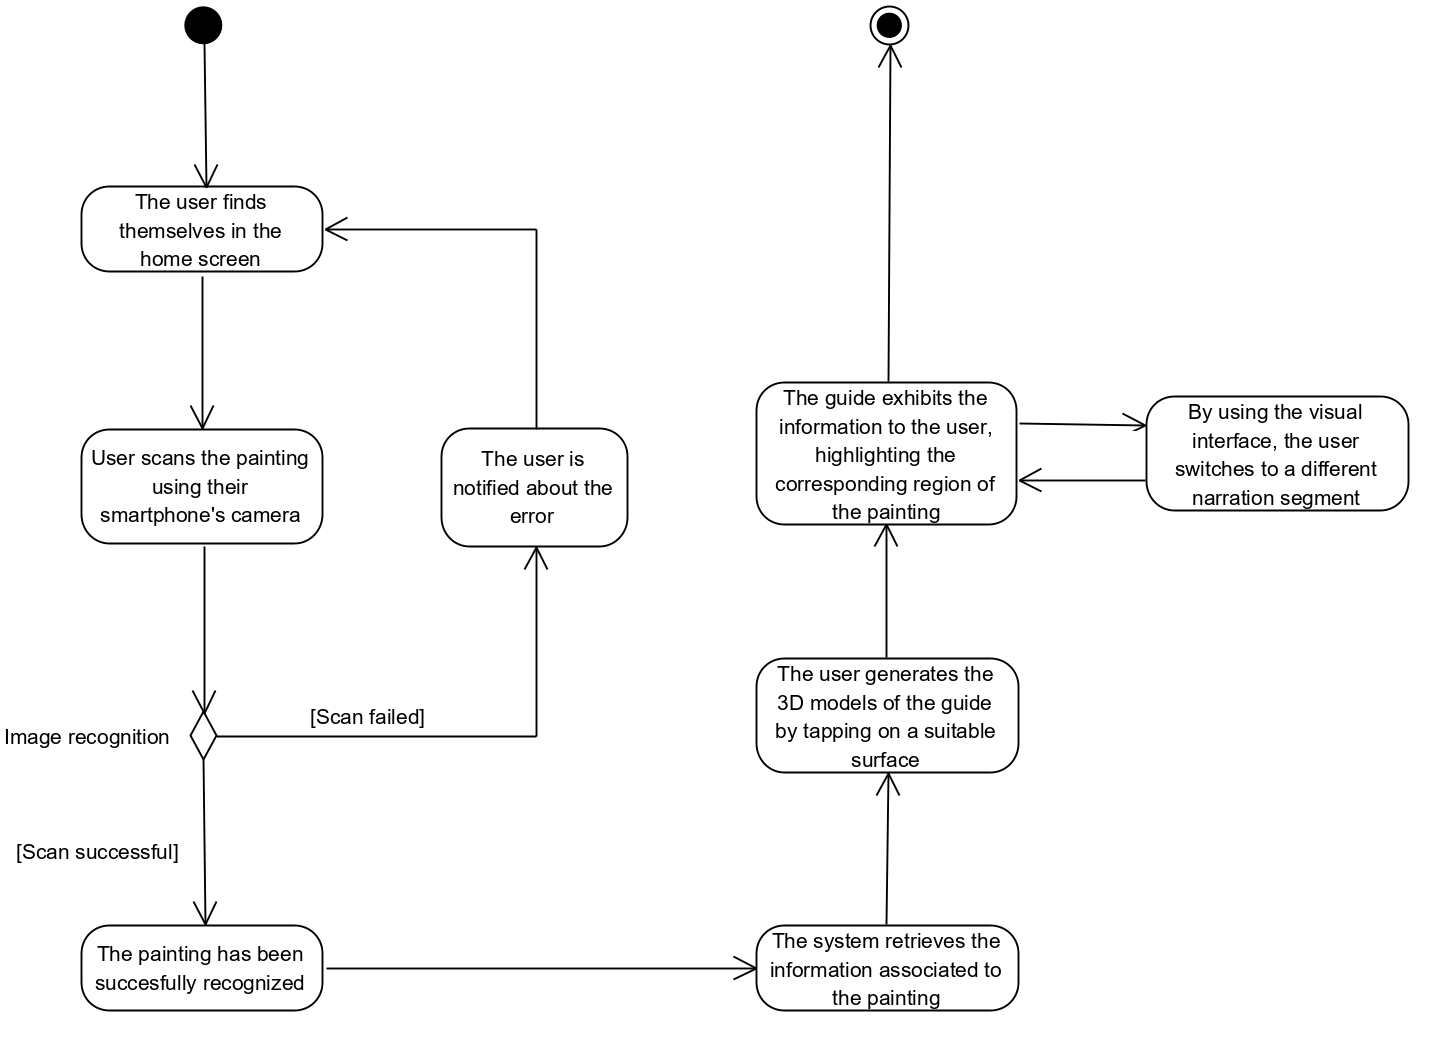 The user finds
themselves in the
home screen
User scans the painting
using their
smartphone's camera
The user is
notified about the
error
Image recognition
[Scan failed]
[Scan successful]
The painting has been
succesfully recognized
The system retrieves the
information associated to
the painting
The user generates the
3D models of the guide
by tapping on a suitable
surface
The guide exhibits the
information to the user,
highlighting the
corresponding region of
the painting
By using the visual
interface, the user
switches to a different
narration segment